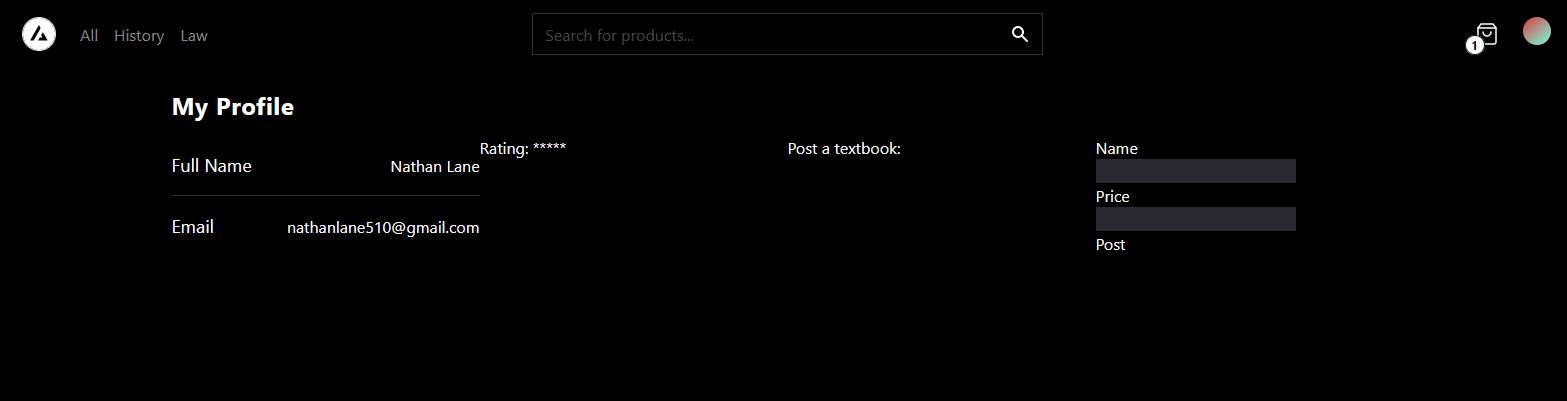 All History Law
Search for products...
1
My Profile
Full Name Nathan Lane
Email nathanlane510@gmail.com
Rating: *****
Post a textbook:
Name
Price
Post